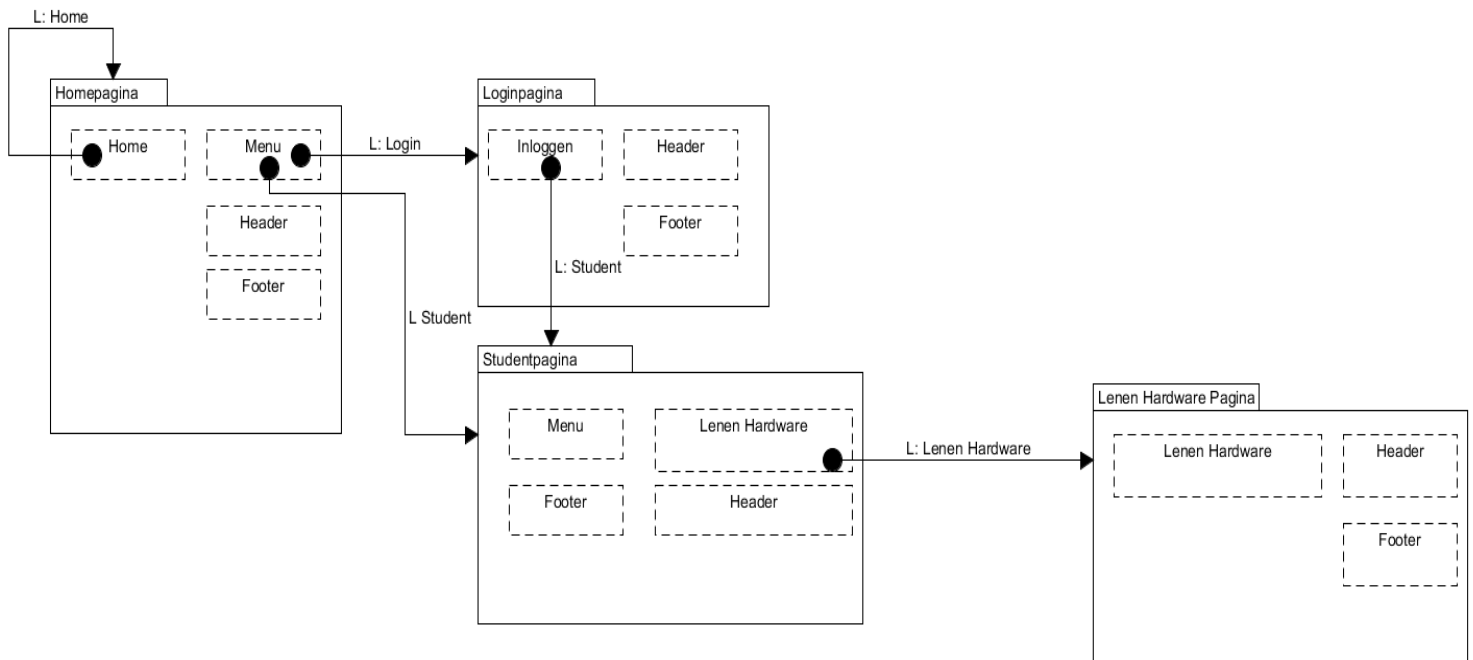 L: Home
Homepagina
Home
Menu
Header
Footer
L: Login
L Student
Loginpagina
Inloggen
Header
Footer
L: Student
Studentpagina
Menu
Lenen Hardware
Footer
Header
L: Lenen Hardware
Lenen Hardware Pagina
Lenen Hardware
Header
Footer